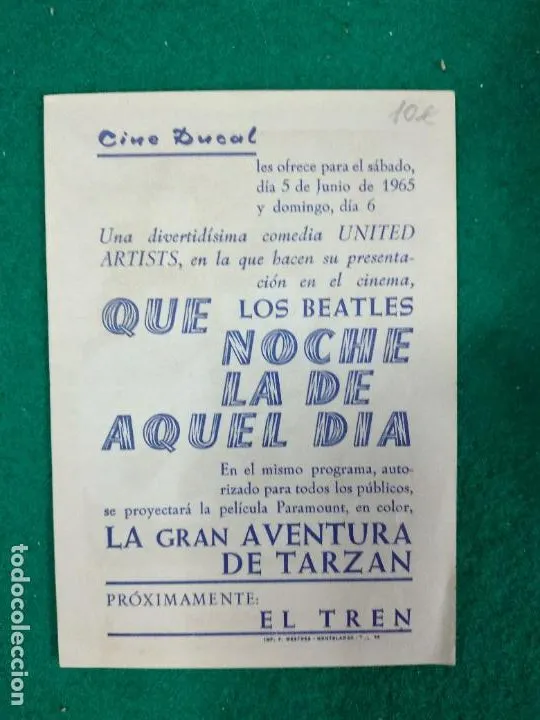 10€
Cine Ducal
les ofrece para el sábado,
día 5 de Junio de 1965
y domingo, día 6
Una divertidísima comedia UNITED
ARTISTS, en la que hacen su presenta-
ción en el cinema,
QUE LOS BEATLES
NOCHE
LA DE
AQUEL DIA
En el mismo programa, auto-
rizado para todos los públicos,
se proyectará la película Paramount, en color,
LA GRAN AVENTURA
DE TARZAN
PRÓXIMAMENTE:
EL TREN
IMP. F.
todocoleccion.net